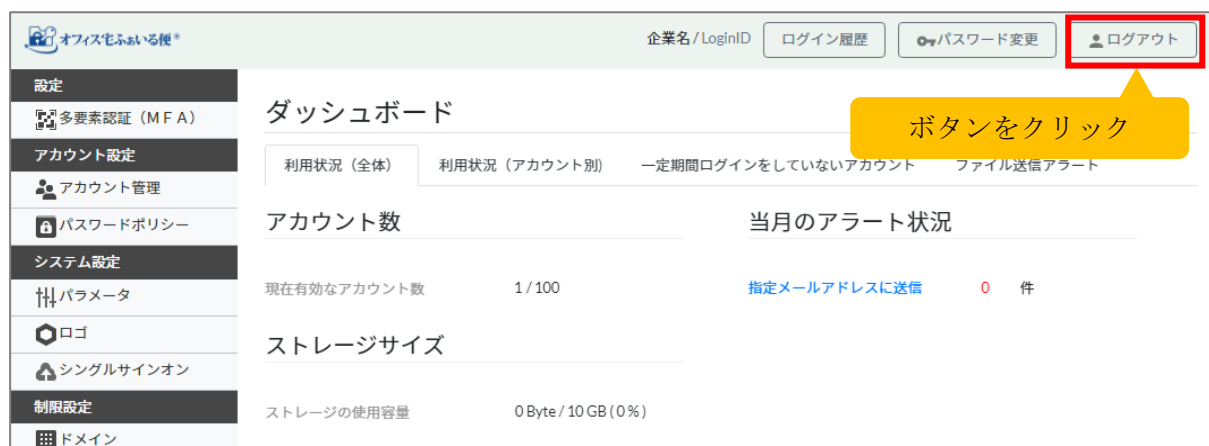 オフィス宅ふぁいる便®
企業名/LoginID ログイン履歴 パスワード変更 ログアウト
ボタンをクリック
設定
多要素認証(MFA)
アカウント設定
アカウント管理
パスワードポリシー
システム設定
パラメータ
ロゴ
シングルサインオン
制限設定
ドメイン
ダッシュボード
利用状況(全体) 利用状況(アカウント別) 一定期間ログインをしていないアカウント ファイル送信アラート
アカウント数
現在有効なアカウント数 1/100
ストレージサイズ
ストレージの使用容量 0 Byte/10 GB(0%)
当月のアラート状況
指定メールアドレスに送信 0 件